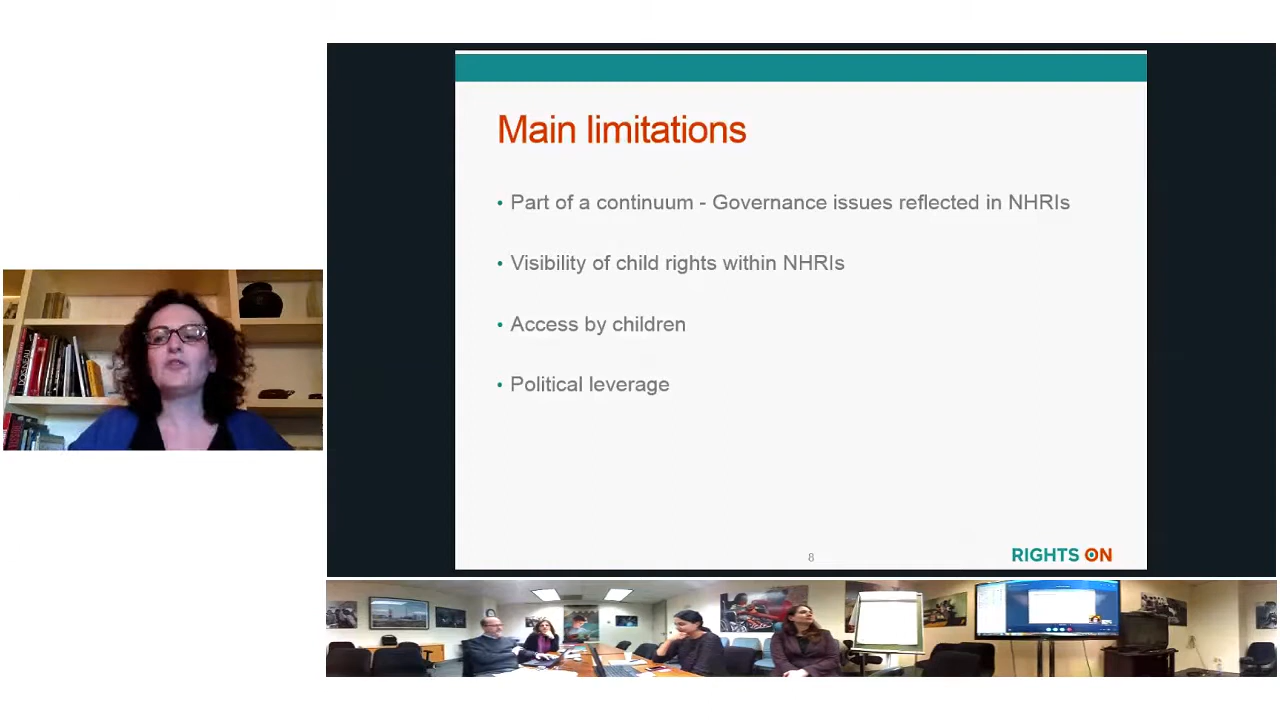 Main limitations
• Part of a continuum - Governance issues reflected in NHRIs
• Visibility of child rights within NHRIs
• Access by children
• Political leverage
8
RIGHTS ON